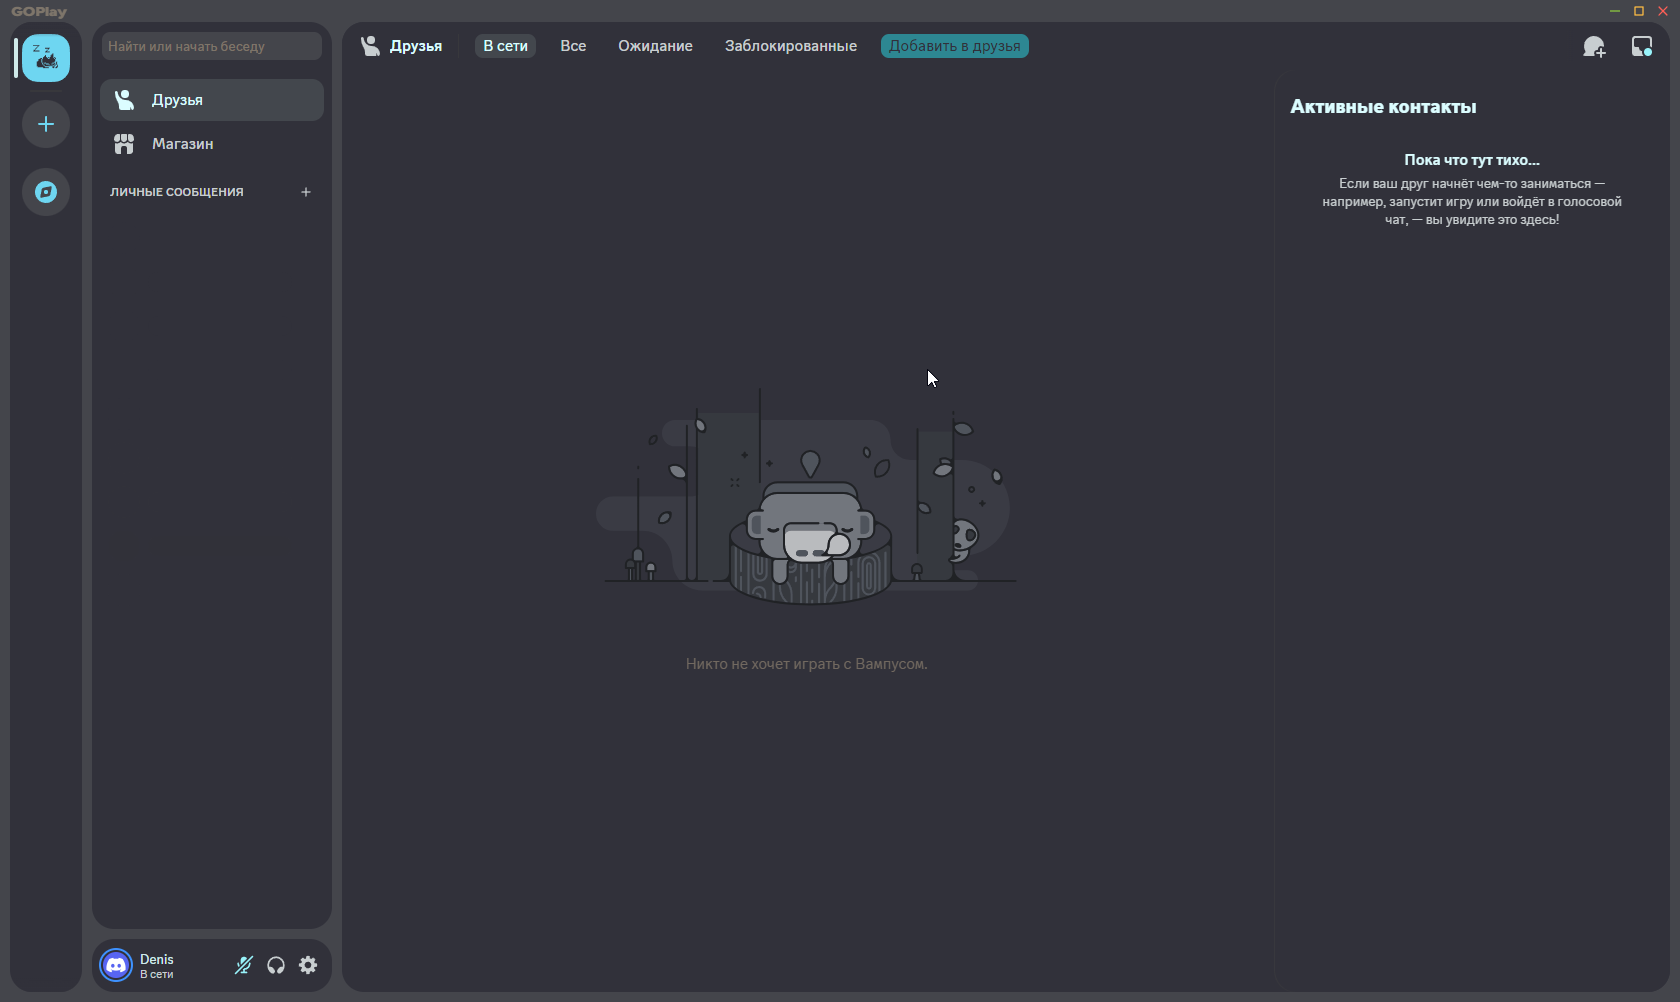 GOPlay
Найти или начать беседу
Друзья
Магазин
ЛИЧНЫЕ СООБЩЕНИЯ
Denis
В сети
Друзья
В сети
Все
Ожидание
Заблокированные
Добавить в друзья
Z Z
Никто не хочет играть с Вампусом.
Активные контакты
Пока что тут тихо...
Если ваш друг начнёт чем-то заниматься —
например, запустит игру или войдёт в голосовой
чат, — вы увидите это здесь!